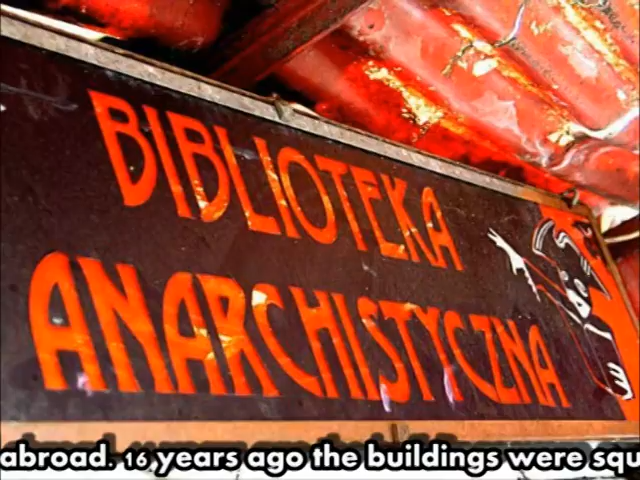 BIBLIOTEKA
ANARCHISTYCZNA
abroad. 16 years ago the buildings were squ